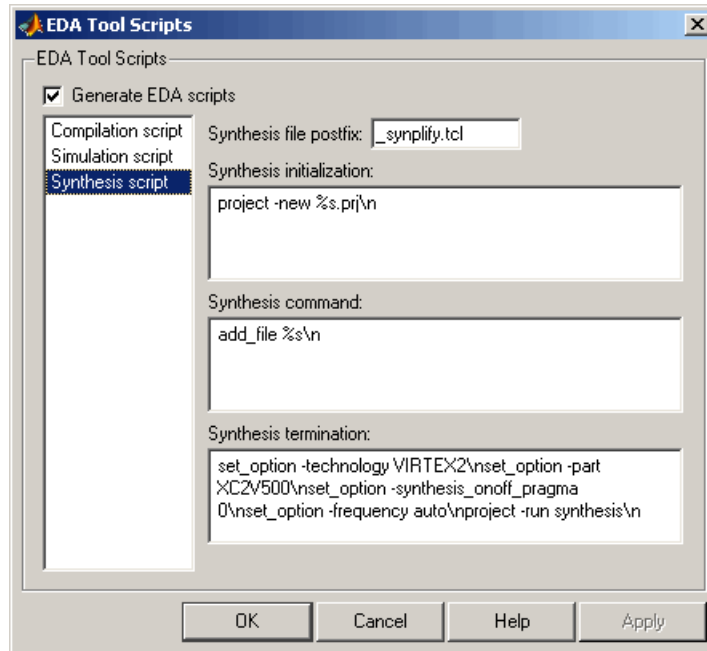 EDA Tool Scripts
EDA Tool Scripts
Generate EDA scripts
Compilation script
Simulation script
Synthesis script
Synthesis file postfix: _synplify.tcl
Synthesis initialization:
project -new %s.prj\n
Synthesis command:
add_file %s\n
Synthesis termination:
set_option -technology VIRTEX2\nset_option -part
XC2V500\nset_option -synthesis_onoff_pragma
0\nset_option -frequency auto\nproject -run synthesis\n
OK
Cancel
Help
Apply